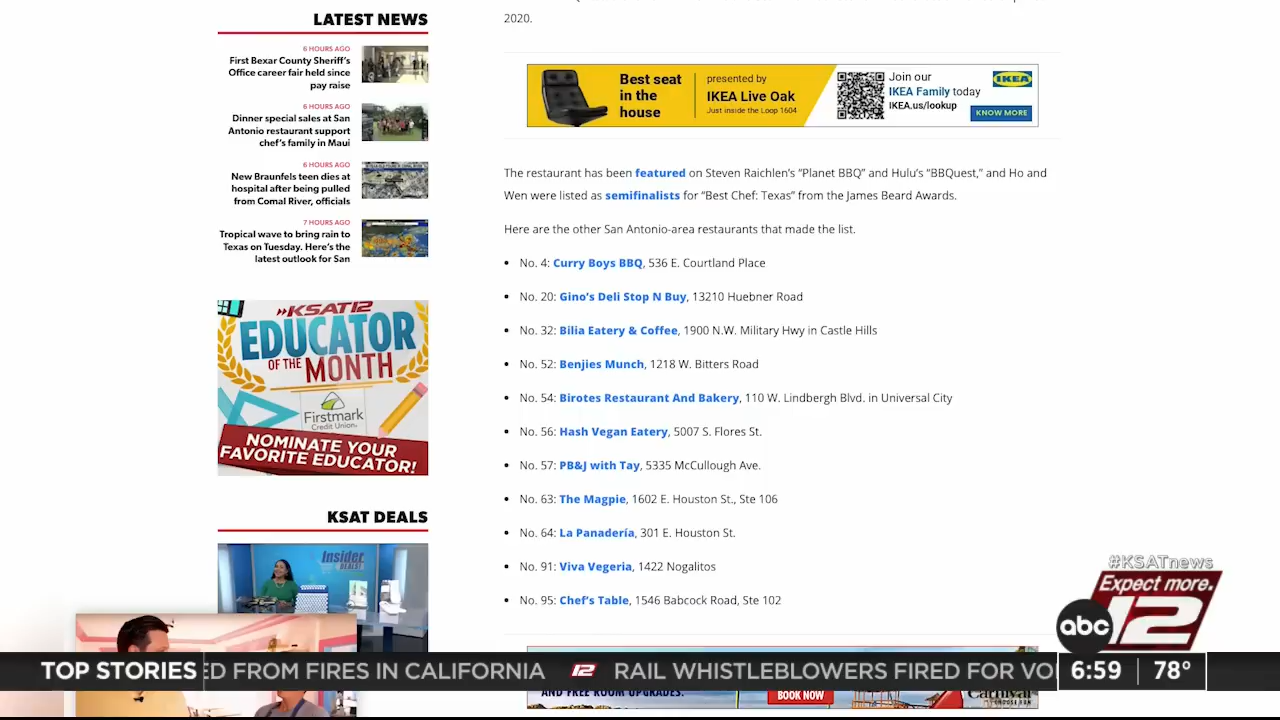 LATEST NEWS
6 HOURS AGO
First Bexar County Sheriff's
Office career fair held since
pay raise
6 HOURS AGO
Dinner special sales at San
Antonio restaurant support
chef's family in Maui
6 HOURS AGO
New Braunfels teen dies at
hospital after being pulled
from Comal River, officials
7 HOURS AGO
Tropical wave to bring rain to
Texas on Tuesday. Here's the
latest outlook for San
KSAT12
EDUCATOR
OF THE MONTH
Firstmark
Credit Union
NOMINATE YOUR
FAVORITE EDUCATOR!
KSAT DEALS
Insider
DEALS!
2020.
Best seat
in the
house
presented by
IKEA Live Oak
Just inside the Loop 1604
Join our
IKEA Family today
IKEA.us/lookup
IKEA
KNOW MORE
The restaurant has been featured on Steven Raichlen's "Planet BBQ" and Hulu's "BBQuest," and Ho and
Wen were listed as semifinalists for "Best Chef: Texas" from the James Beard Awards.
Here are the other San Antonio-area restaurants that made the list.
• No. 4: Curry Boys BBQ, 536 E. Courtland Place
• No. 20: Gino's Deli Stop N Buy, 13210 Huebner Road
• No. 32: Bilia Eatery & Coffee, 1900 N.W. Military Hwy in Castle Hills
• No. 52: Benjies Munch, 1218 W. Bitters Road
• No. 54: Birotes Restaurant And Bakery, 110 W. Lindbergh Blvd. in Universal City
• No. 56: Hash Vegan Eatery, 5007 S. Flores St.
• No. 57: PB&J with Tay, 5335 McCullough Ave.
• No. 63: The Magpie, 1602 E. Houston St., Ste 106
• No. 64: La Panadería, 301 E. Houston St.
• No. 91: Viva Vegeria, 1422 Nogalitos
• No. 95: Chef's Table, 1546 Babcock Road, Ste 102
#KSATnews
Expect more.
abc 12
TOP STORIES ED FROM FIRES IN CALIFORNIA 12 RAIL WHISTLEBLOWERS FIRED FOR VO 6:59 78°
AND FREE ROOM UPGRADES.
BOOK NOW
Carnival